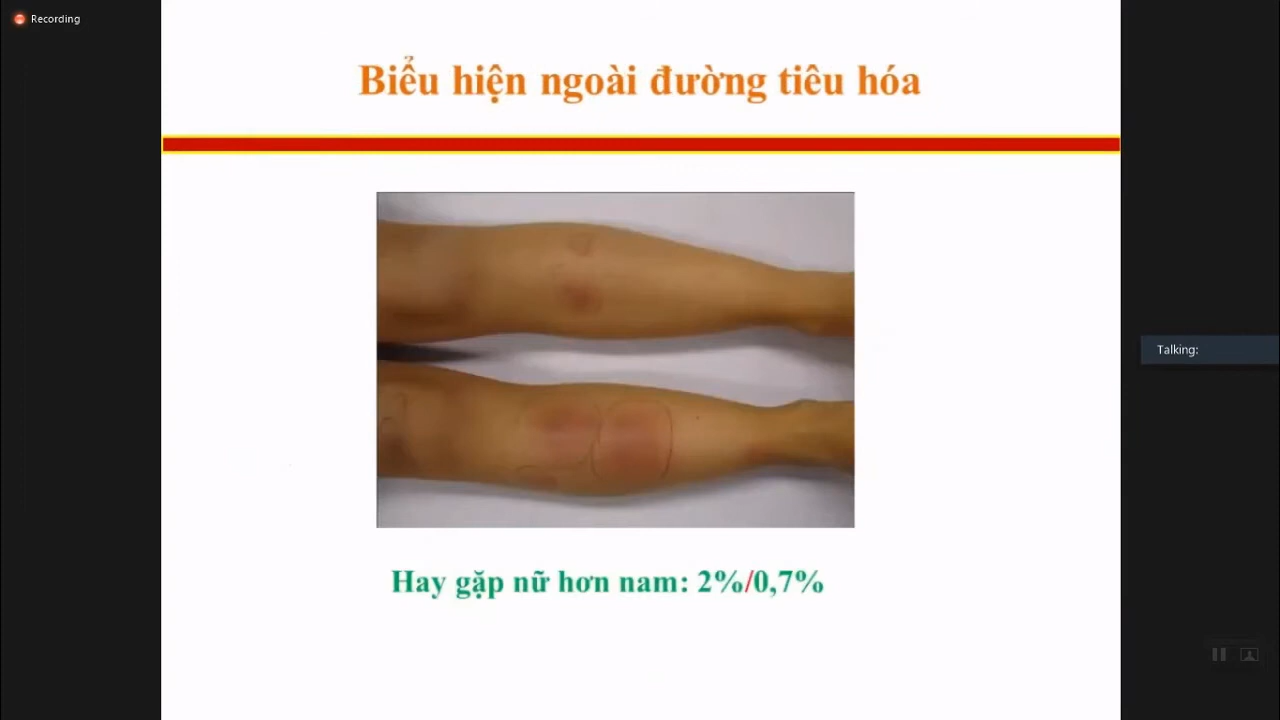 Recording
Biểu hiện ngoài đường tiêu hóa
Talking:
Hay gặp nữ hơn nam: 2%/0,7%